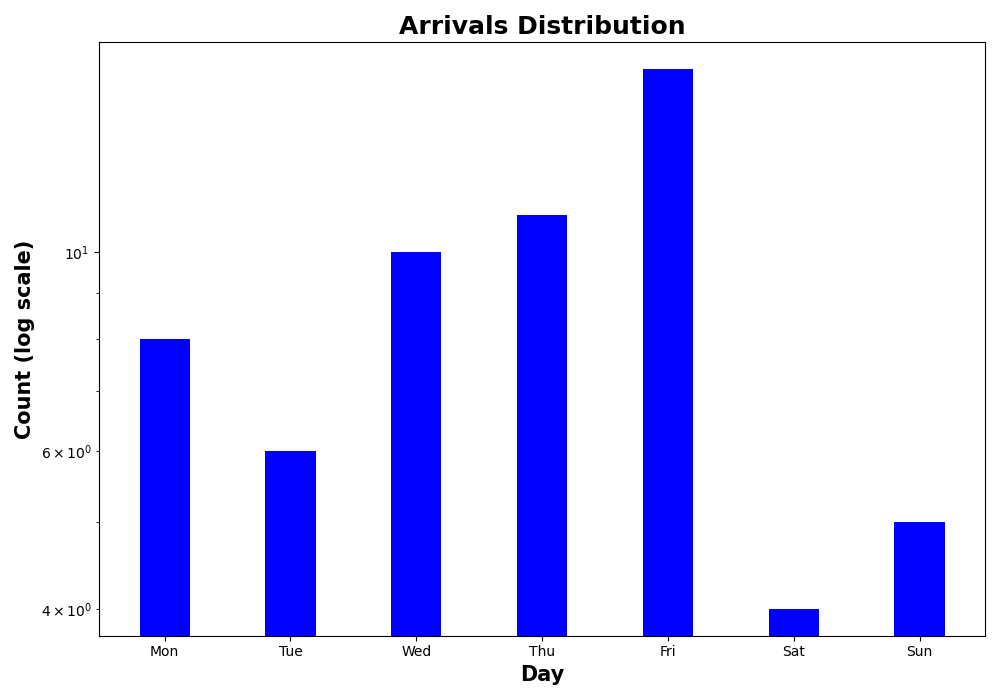 Arrivals Distribution
Count (log scale)
10¹
6 × 10⁰
4 × 10⁰
Mon Tue Wed Thu Fri Sat Sun
Day